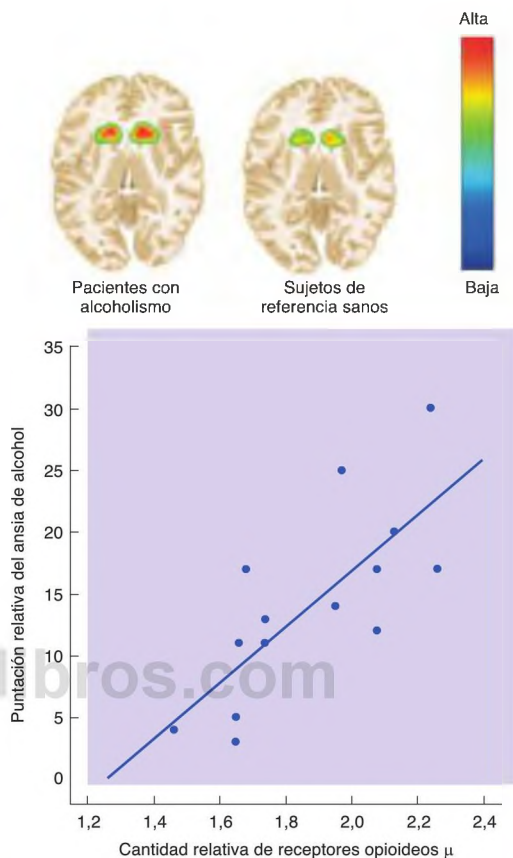 Alta
Pacientes con
alcoholismo
Sujetos de
referencia sanos
Baja
35
30
25
20
15
10
5
0
Puntación relativa del ansia de alcohol
libros.com
1,2
1,4
1,6
1,8
2,0
2,2
2,4
Cantidad relativa de receptores opioideos μ